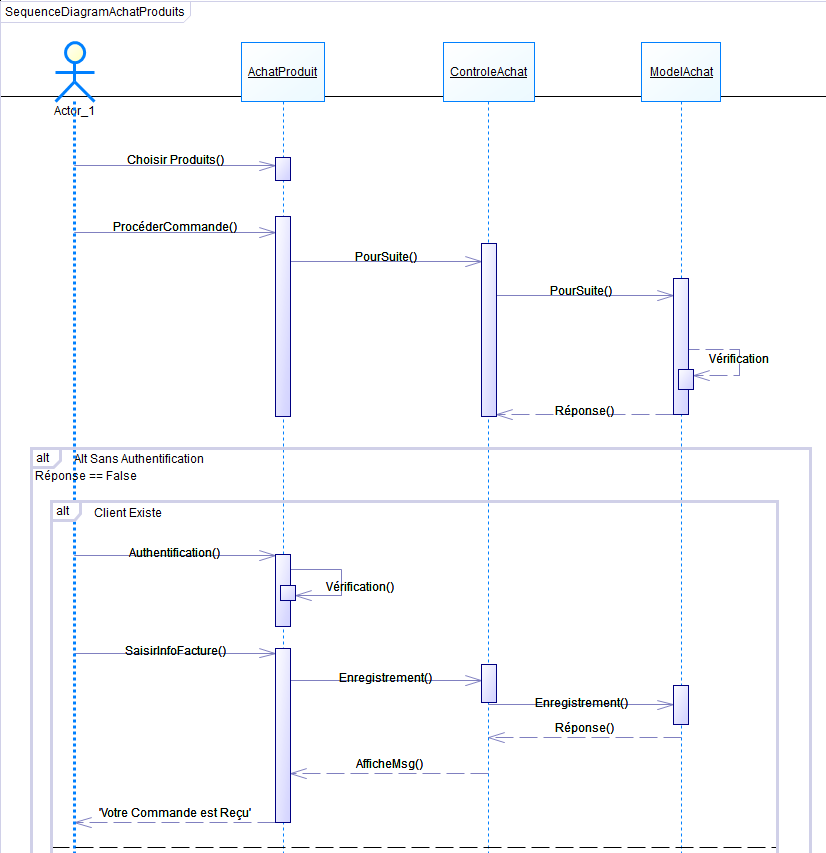 SequenceDiagramAchatProduits
Actor_1
AchatProduit
ControleAchat
ModelAchat
Choisir Produits()
ProcéderCommande()
PourSuite()
PourSuite()
Vérification
Réponse()
alt
Alt Sans Authentification
Réponse == False
alt
Client Existe
Authentification()
Vérification()
SaisirInfoFacture()
Enregistrement()
Enregistrement()
Réponse()
AfficheMsg()
'Votre Commande est Reçu'